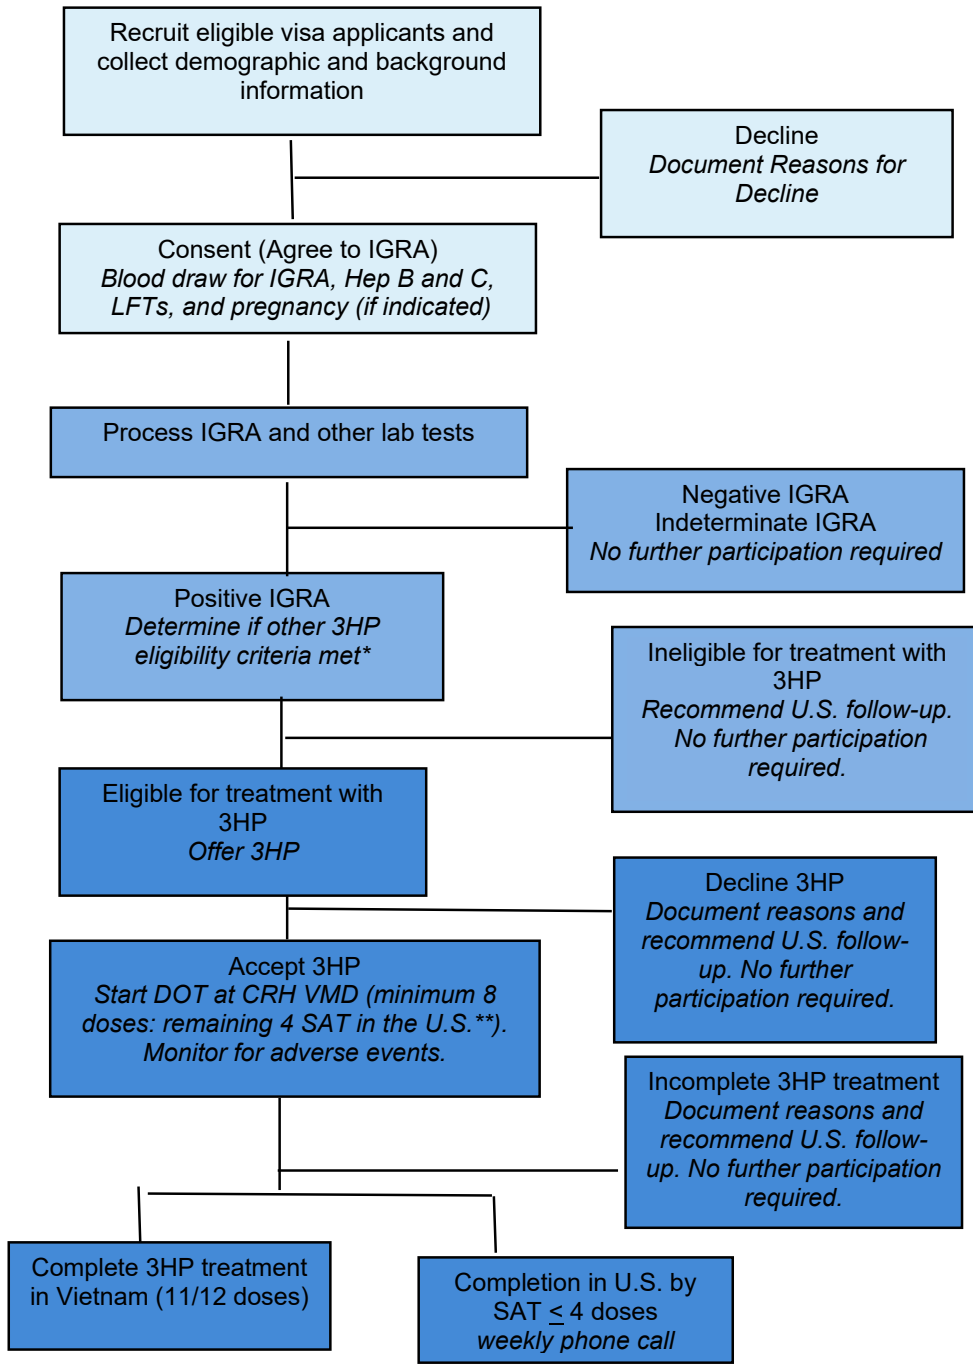 Recruit eligible visa applicants and
collect demographic and background
information
Decline
Document Reasons for
Decline
Consent (Agree to IGRA)
Blood draw for IGRA, Hep B and C,
LFTs, and pregnancy (if indicated)
Process IGRA and other lab tests
Negative IGRA
Indeterminate IGRA
No further participation required
Positive IGRA
Determine if other 3HP
eligibility criteria met*
Ineligible for treatment with
3HP
Recommend U.S. follow-up.
No further participation
required.
Eligible for treatment with
3HP
Offer 3HP
Decline 3HP
Document reasons and
recommend U.S. follow-
up. No further
participation required.
Accept 3HP
Start DOT at CRH VMD (minimum 8
doses: remaining 4 SAT in the U.S.**).
Monitor for adverse events.
Incomplete 3HP treatment
Document reasons and
recommend U.S. follow-
up. No further participation
required.
Complete 3HP treatment
in Vietnam (11/12 doses)
Completion in U.S. by
SAT ≤ 4 doses
weekly phone call